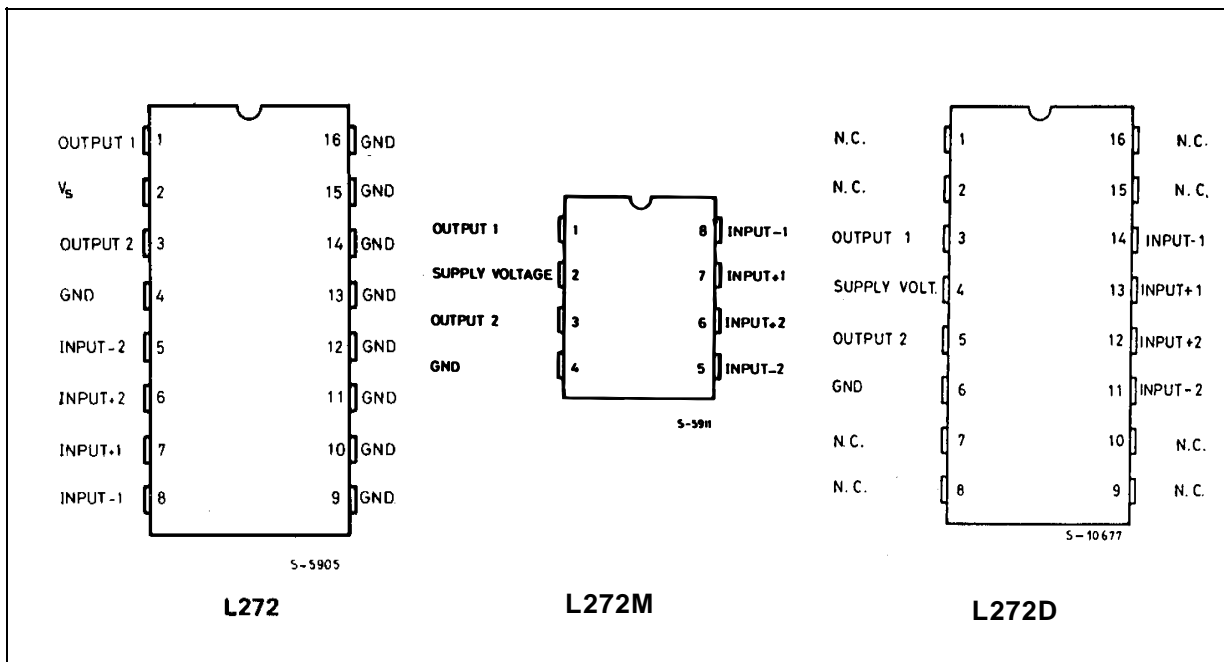 OUTPUT 1 1 16 GND
Vs 2 15 GND
OUTPUT 2 3 14 GND
GND 4 13 GND
INPUT-2 5 12 GND
INPUT+2 6 11 GND
INPUT+1 7 10 GND
INPUT-1 8 9 GND
S-5905
L272
OUTPUT 1 1 8 INPUT-1
SUPPLY VOLTAGE 2 7 INPUT+1
OUTPUT 2 3 6 INPUT+2
GND 4 5 INPUT-2
S-5911
L272M
N.C. 1 16 N.C.
N.C. 2 15 N.C.
OUTPUT 1 3 14 INPUT-1
SUPPLY VOLT. 4 13 INPUT+1
OUTPUT 2 5 12 INPUT+2
GND 6 11 INPUT-2
N.C. 7 10 N.C.
N.C. 8 9 N.C.
S-10677
L272D